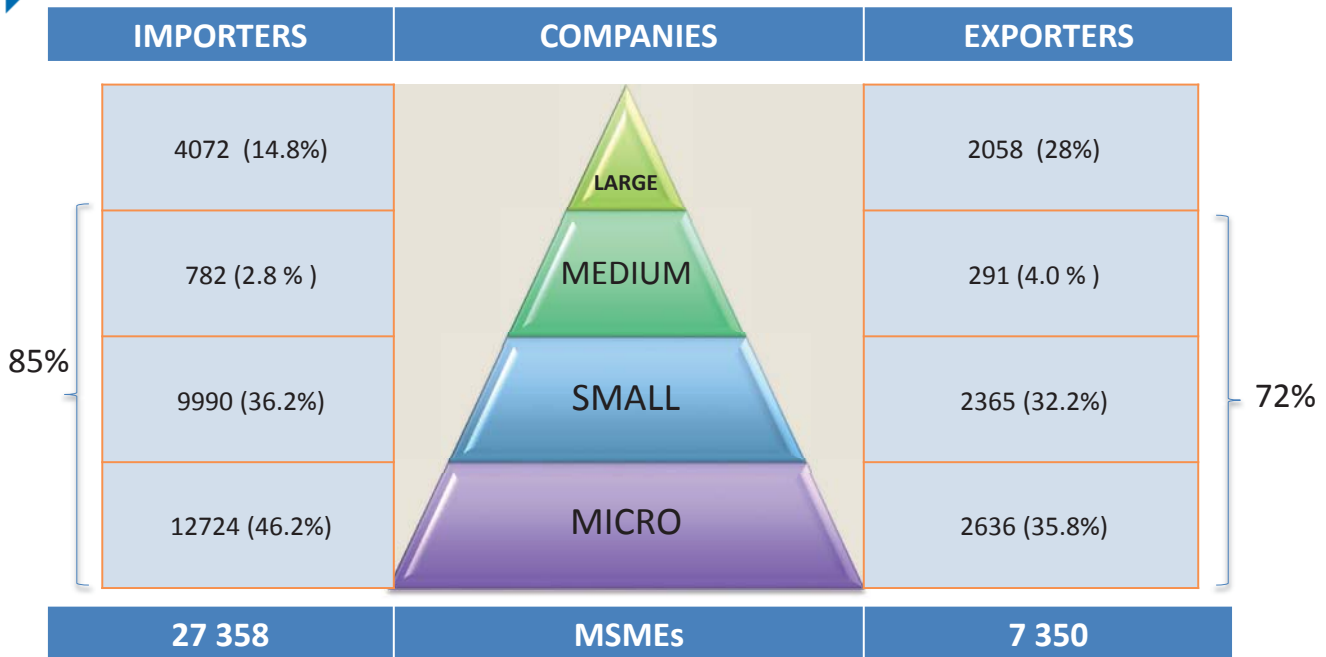 IMPORTERS COMPANIES EXPORTERS
4072 (14.8%) LARGE 2058 (28%)
782 (2.8 % ) MEDIUM 291 (4.0 % )
85%
9990 (36.2%) SMALL 2365 (32.2%)
72%
12724 (46.2%) MICRO 2636 (35.8%)
27 358 MSMEs 7 350